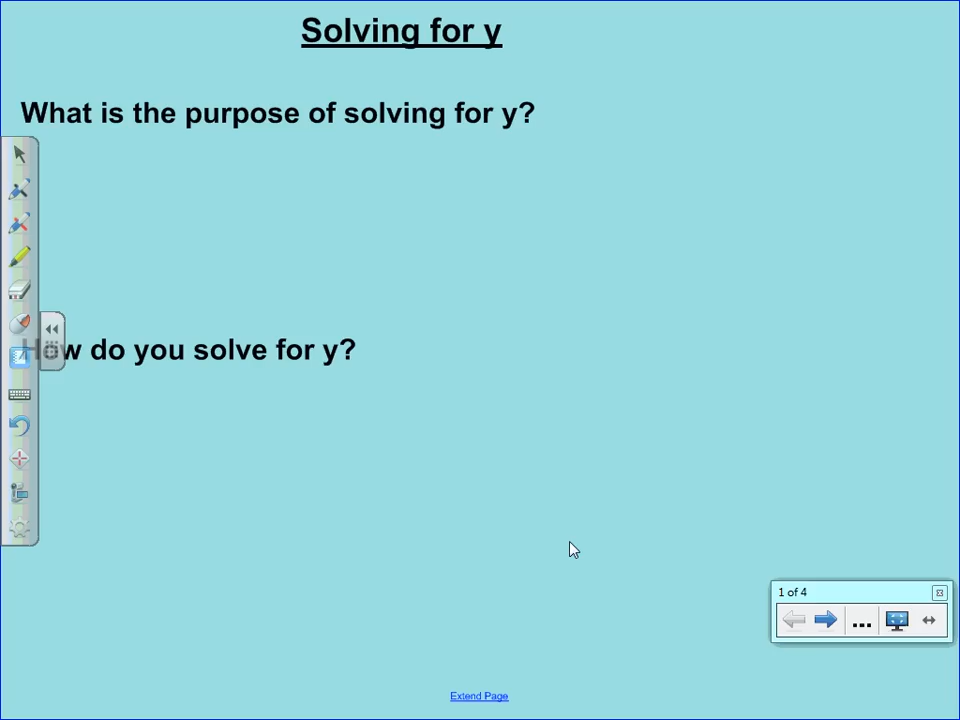 Solving for y
What is the purpose of solving for y?
How do you solve for y?
1 of 4
...
Extend Page